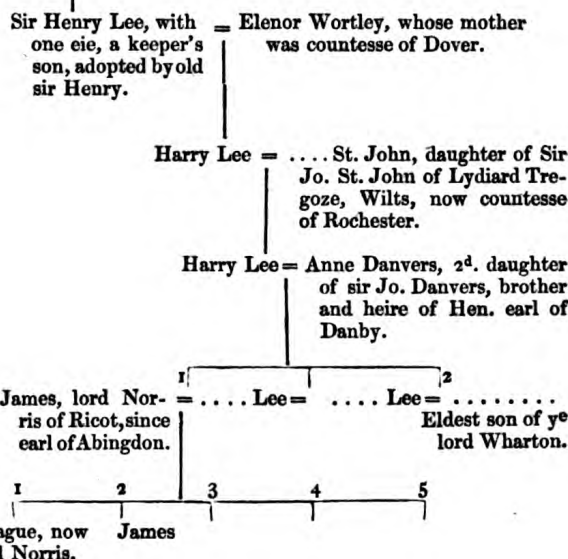 Sir Henry Lee, with = Elenor Wortley, whose mother
one eie, a keeper's was countesse of Dover.
son, adopted by old
sir Henry.
Harry Lee = .... St. John, daughter of Sir
Jo. St. John of Lydiard Tre-
goze, Wilts, now countesse
of Rochester.
Harry Lee = Anne Danvers, 2d. daughter
of sir Jo. Danvers, brother
and heire of Hen. earl of
Danby.
1 2
James, lord Nor- = .... Lee= .... Lee= .........
ris of Ricot, since Eldest son of ye
earl of Abingdon. lord Wharton.
1 2 3 4 5
ague, now James
Norris.